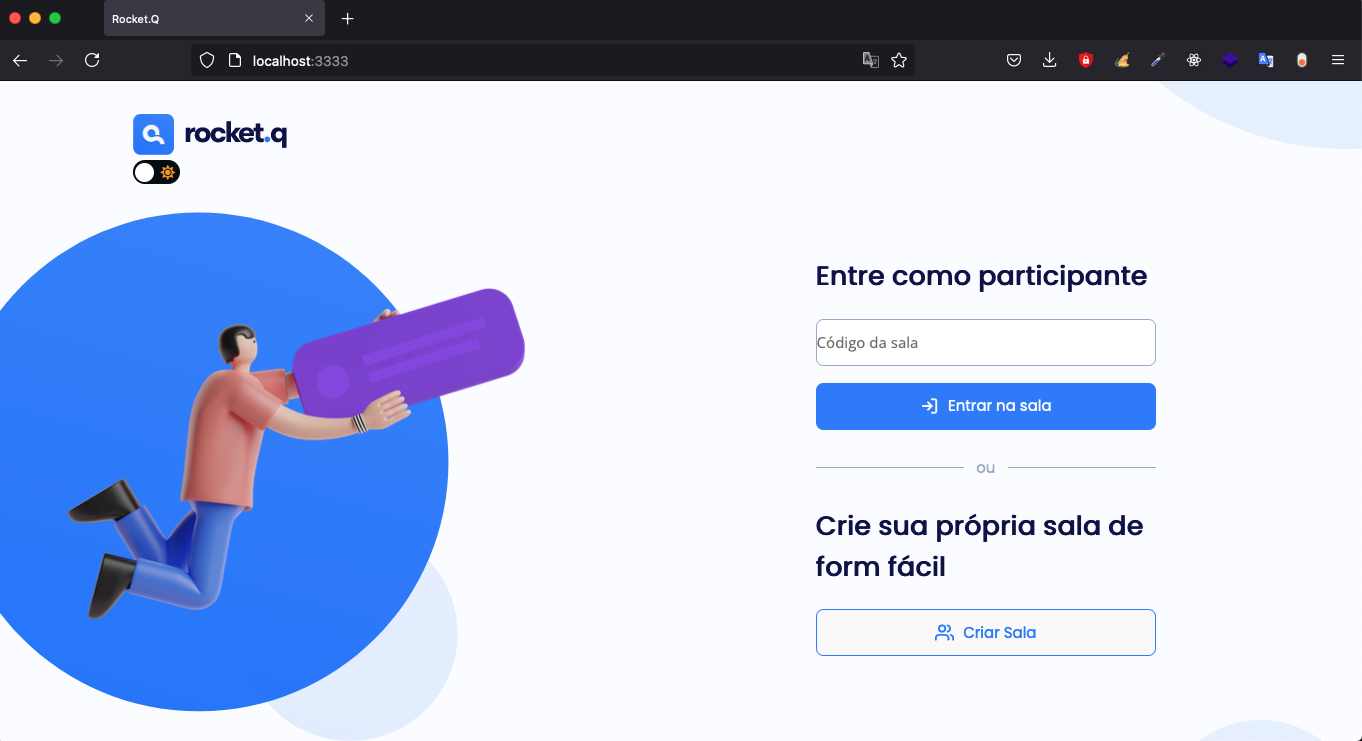 Rocket.Q
localhost:3333
rocket.q
Entre como participante
Código da sala
Entrar na sala
ou
Crie sua própria sala de
form fácil
Criar Sala